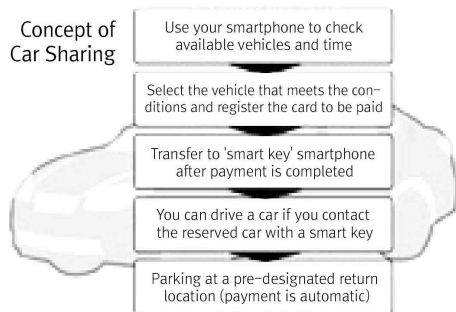 Concept of
Car Sharing
Use your smartphone to check
available vehicles and time
Select the vehicle that meets the con-
ditions and register the card to be paid
Transfer to 'smart key' smartphone
after payment is completed
You can drive a car if you contact
the reserved car with a smart key
Parking at a pre-designated return
location (payment is automatic)